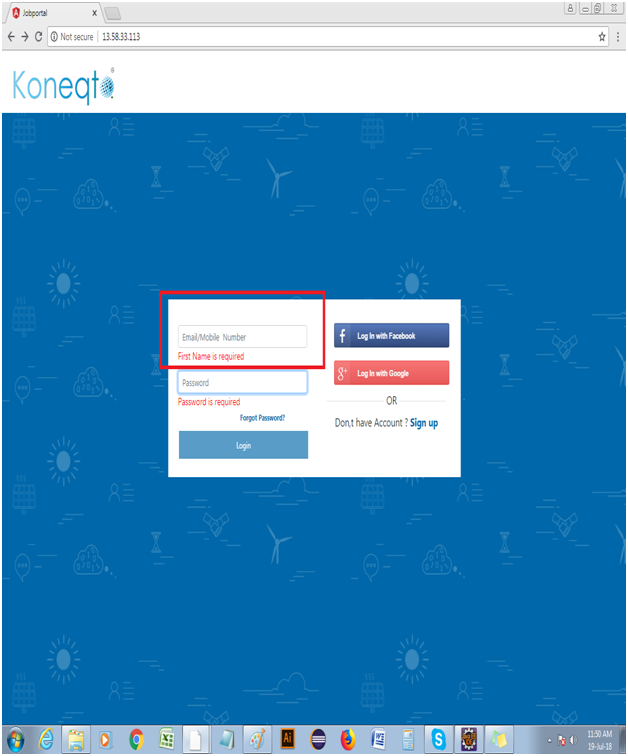 Jobportal
Not secure | 13.58.33.113
Koneqto
®
Email/Mobile Number
First Name is required
Password
Password is required
Forgot Password?
Login
f Log In with Facebook
g+ Log In with Google
OR
Don,t have Account ? Sign up
Ai
W
S
11:50 AM
19-Jul-18